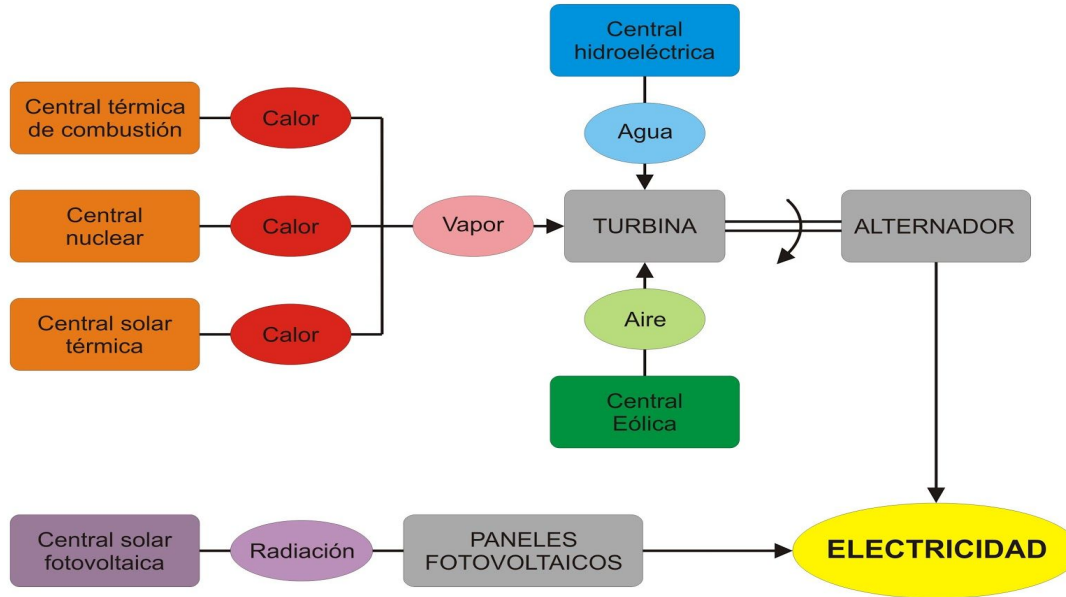 Central
hidroeléctrica
Central térmica
de combustión
Calor
Agua
Central
nuclear
Calor
Vapor
TURBINA
ALTERNADOR
Central solar
térmica
Calor
Aire
Central
Eólica
Central solar
fotovoltaica
Radiación
PANELES
FOTOVOLTAICOS
ELECTRICIDAD